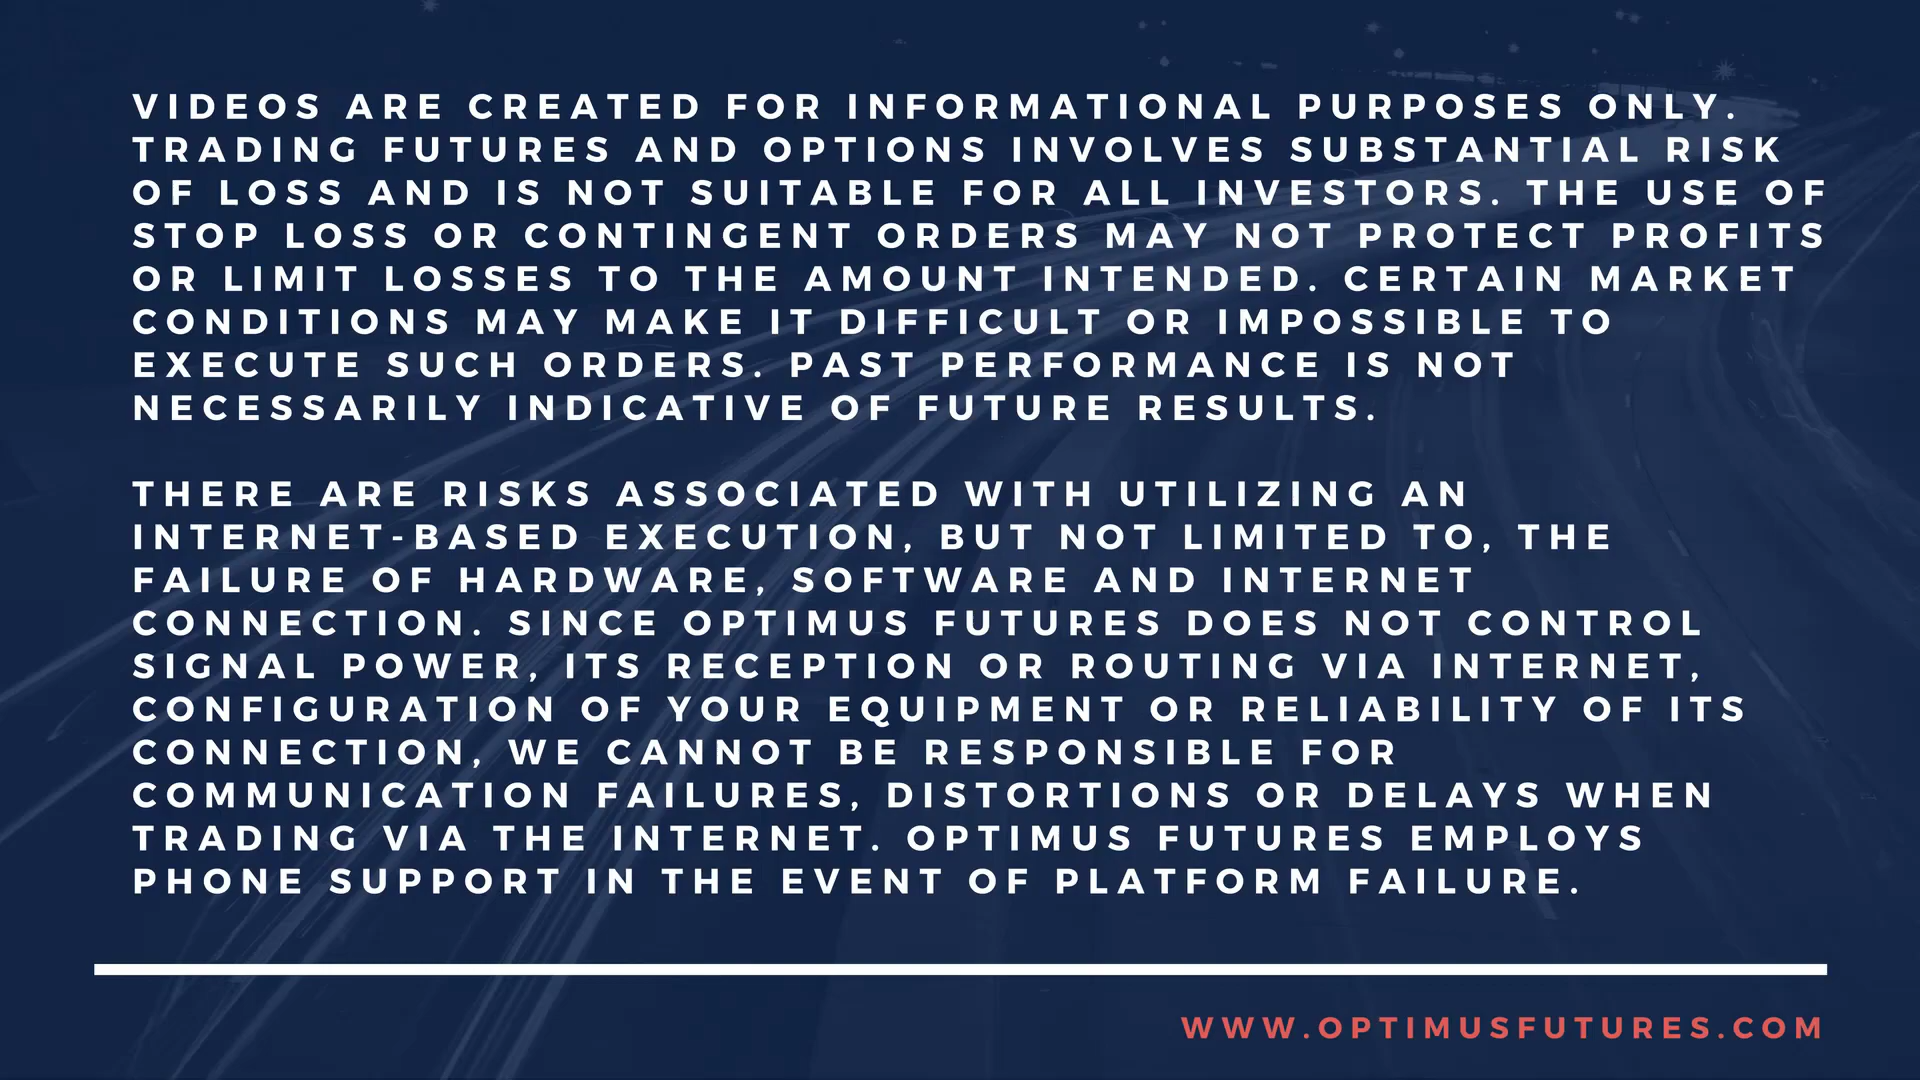 VIDEOS ARE CREATED FOR INFORMATIONAL PURPOSES ONLY.
TRADING FUTURES AND OPTIONS INVOLVES SUBSTANTIAL RISK
OF LOSS AND IS NOT SUITABLE FOR ALL INVESTORS. THE USE OF
STOP LOSS OR CONTINGENT ORDERS MAY NOT PROTECT PROFITS
OR LIMIT LOSSES TO THE AMOUNT INTENDED. CERTAIN MARKET
CONDITIONS MAY MAKE IT DIFFICULT OR IMPOSSIBLE TO
EXECUTE SUCH ORDERS. PAST PERFORMANCE IS NOT
NECESSARILY INDICATIVE OF FUTURE RESULTS.
THERE ARE RISKS ASSOCIATED WITH UTILIZING AN
INTERNET-BASED EXECUTION, BUT NOT LIMITED TO, THE
FAILURE OF HARDWARE, SOFTWARE AND INTERNET
CONNECTION. SINCE OPTIMUS FUTURES DOES NOT CONTROL
SIGNAL POWER, ITS RECEPTION OR ROUTING VIA INTERNET,
CONFIGURATION OF YOUR EQUIPMENT OR RELIABILITY OF ITS
CONNECTION, WE CANNOT BE RESPONSIBLE FOR
COMMUNICATION FAILURES, DISTORTIONS OR DELAYS WHEN
TRADING VIA THE INTERNET. OPTIMUS FUTURES EMPLOYS
PHONE SUPPORT IN THE EVENT OF PLATFORM FAILURE.
WWW.OPTIMUSFUTURES.COM